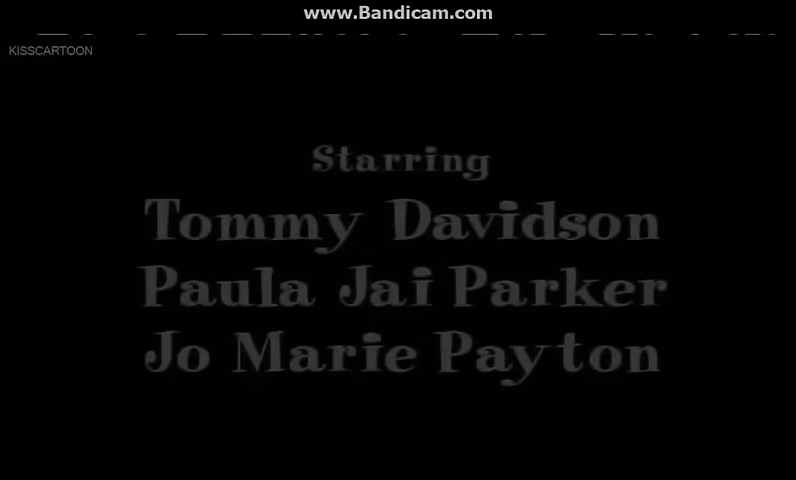 www.Bandicam.com
KISSCARTOON
Starring
Tommy Davidson
Paula Jai Parker
Jo Marie Payton